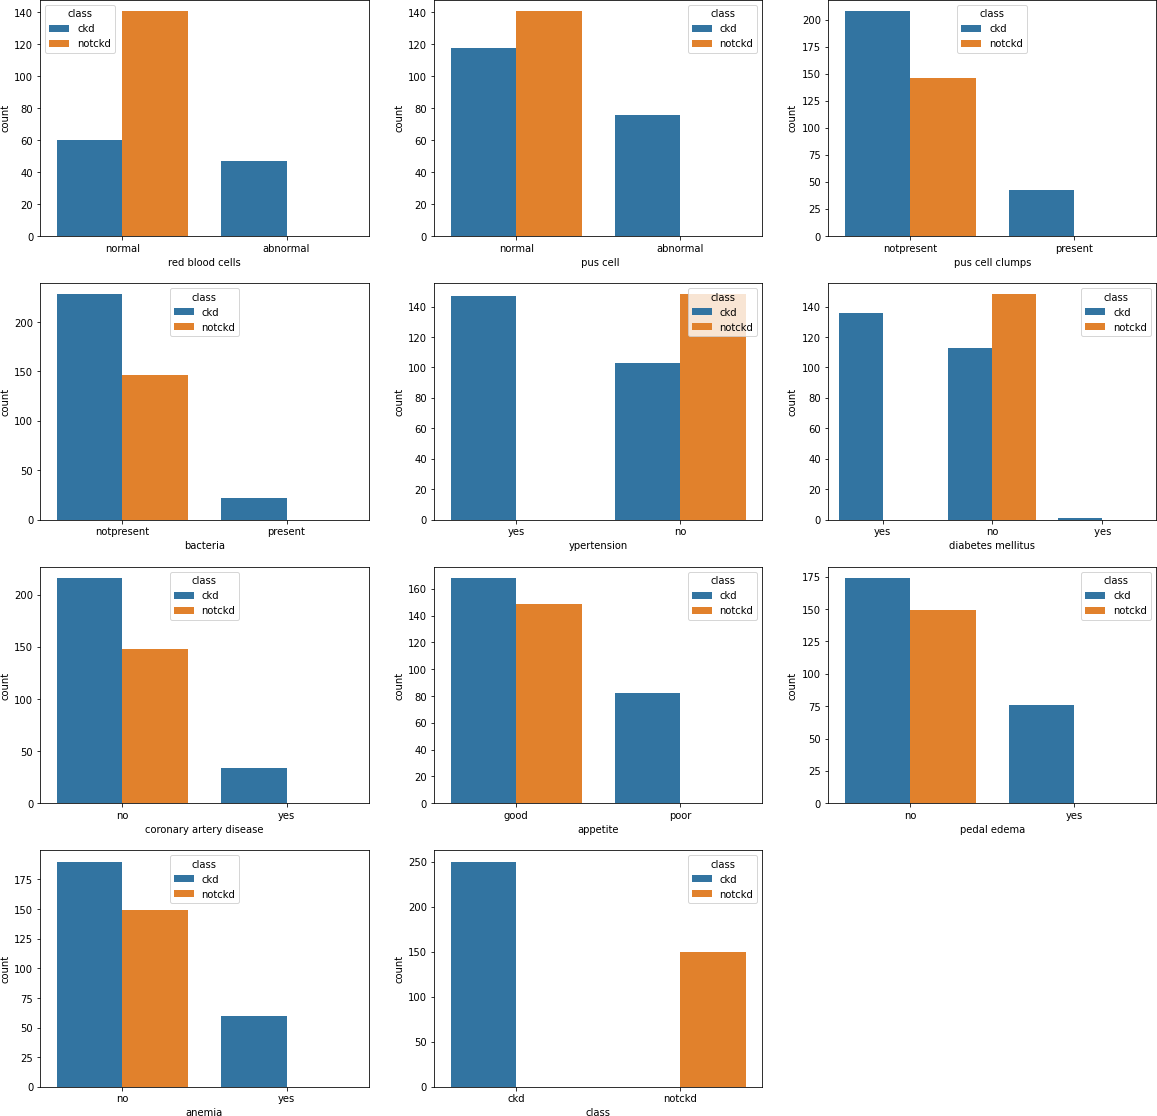 140
120
100
80
60
40
20
0
count
class
ckd
notckd
normal
abnormal
red blood cells
140
120
100
80
60
40
20
0
count
class
ckd
notckd
normal
abnormal
pus cell
200
175
150
125
100
75
50
25
0
count
class
ckd
notckd
notpresent
present
pus cell clumps
200
150
100
50
0
count
class
ckd
notckd
notpresent
present
bacteria
140
120
100
80
60
40
20
0
count
class
ckd
notckd
yes
no
ypertension
140
120
100
80
60
40
20
0
count
class
ckd
notckd
yes
no
yes
diabetes mellitus
200
150
100
50
0
count
class
ckd
notckd
no
yes
coronary artery disease
160
140
120
100
80
60
40
20
0
count
class
ckd
notckd
good
poor
appetite
175
150
125
100
75
50
25
0
count
class
ckd
notckd
no
yes
pedal edema
175
150
125
100
75
50
25
0
count
class
ckd
notckd
no
yes
anemia
250
200
150
100
50
0
count
class
ckd
notckd
ckd
notckd
class